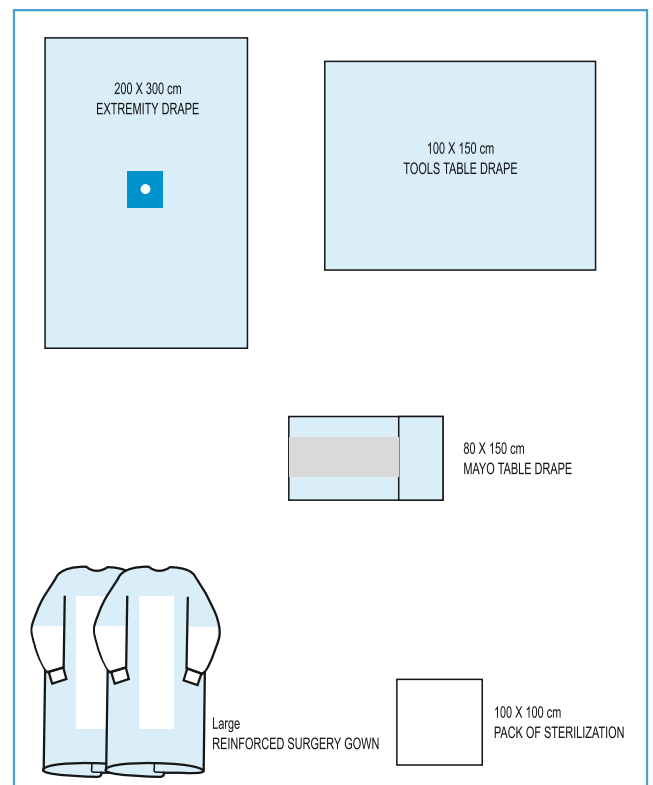 200 X 300 cm
EXTREMITY DRAPE
100 X 150 cm
TOOLS TABLE DRAPE
80 X 150 cm
MAYO TABLE DRAPE
Large
REINFORCED SURGERY GOWN
100 X 100 cm
PACK OF STERILIZATION